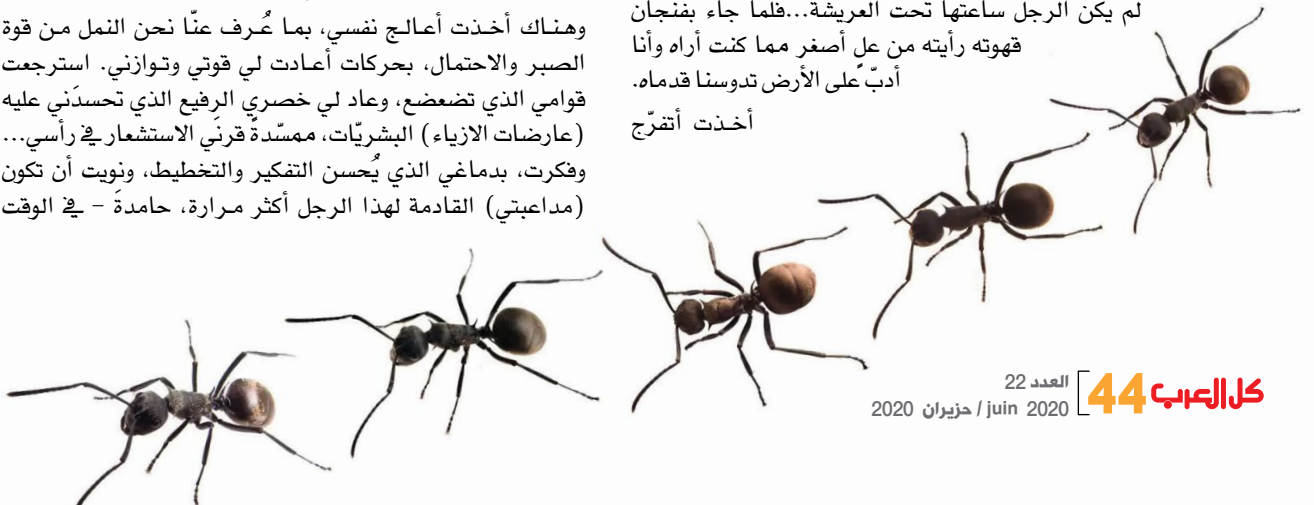 لم يكن الرجل ساعتها تحت العريشة...فلما جاء بفنجان
قهوته رأيته من علٍ أصغر مما كنت أراه وأنا
أدبّ على الأرض تدوسنا قدماه.
أخذت أتفرّج
وهناك أخذت أعالج نفسي، بما عُرف عنّا نحن النمل من قوة
الصبر والاحتمال، بحركات أعادت لي قوتي وتوازني. استرجعت
قوامي الذي تضعضع، وعاد لي خصري الرفيع الذي تحسدَني عليه
(عارضات الازياء) البشريّات، ممسّدةً قرنَي الاستشعار في رأسي...
وفكرت، بدماغي الذي يُحسن التفكير والتخطيط، ونويت أن تكون
(مداعبتي) القادمة لهذا الرجل أكثر مرارة، حامدةَ - في الوقت
كل العرب 44 العدد 22
حزيران / juin 2020 2020